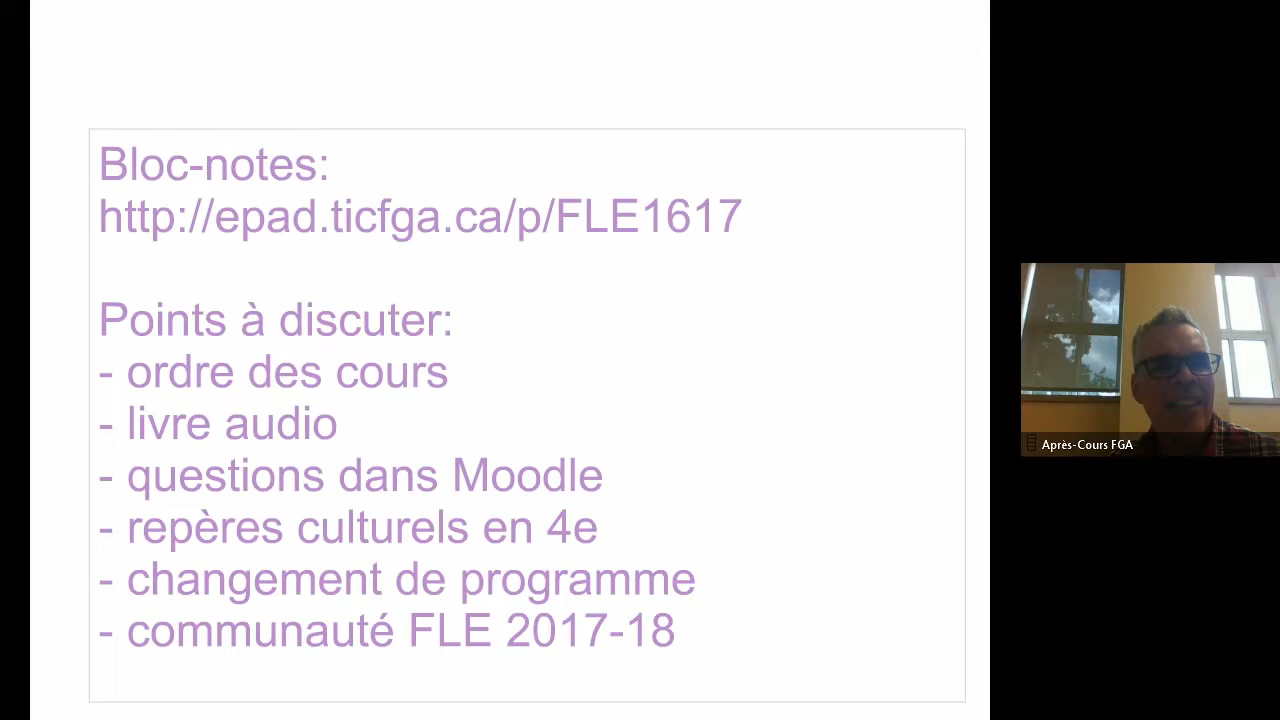 Bloc-notes:
http://epad.ticfga.ca/p/FLE1617
Points à discuter:
- ordre des cours
- livre audio
- questions dans Moodle
- repères culturels en 4e
- changement de programme
- communauté FLE 2017-18
Après-Cours FGA